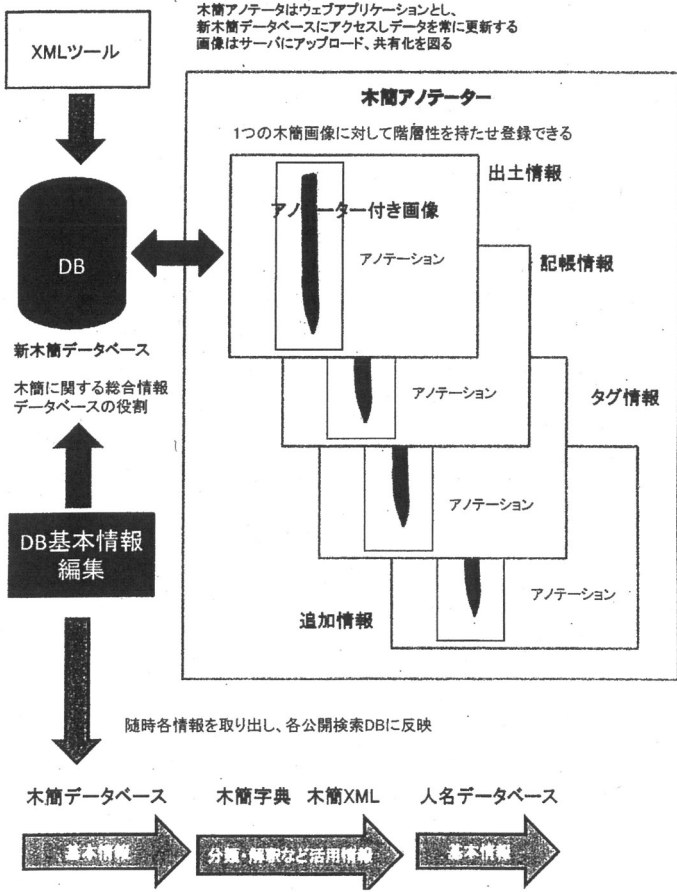 木簡アノテータはウェブアプリケーションとし、
新木簡データベースにアクセスしデータを常に更新する
画像はサーバにアップロード、共有化を図る
XMLツール
木簡アノテーター
1つの木簡画像に対して階層性を持たせ登録できる
出土情報
アノテーター付き画像
アノテーション
DB
記帳情報
新木簡データベース
木簡に関する総合情報
データベースの役割
アノテーション
タグ情報
アノテーション
DB基本情報
編集
アノテーション
追加情報
随時各情報を取り出し、各公開検索DBに反映
木簡データベース
木簡字典 木簡XML
人名データベース
基本情報
分類・解釈など活用情報
基本情報